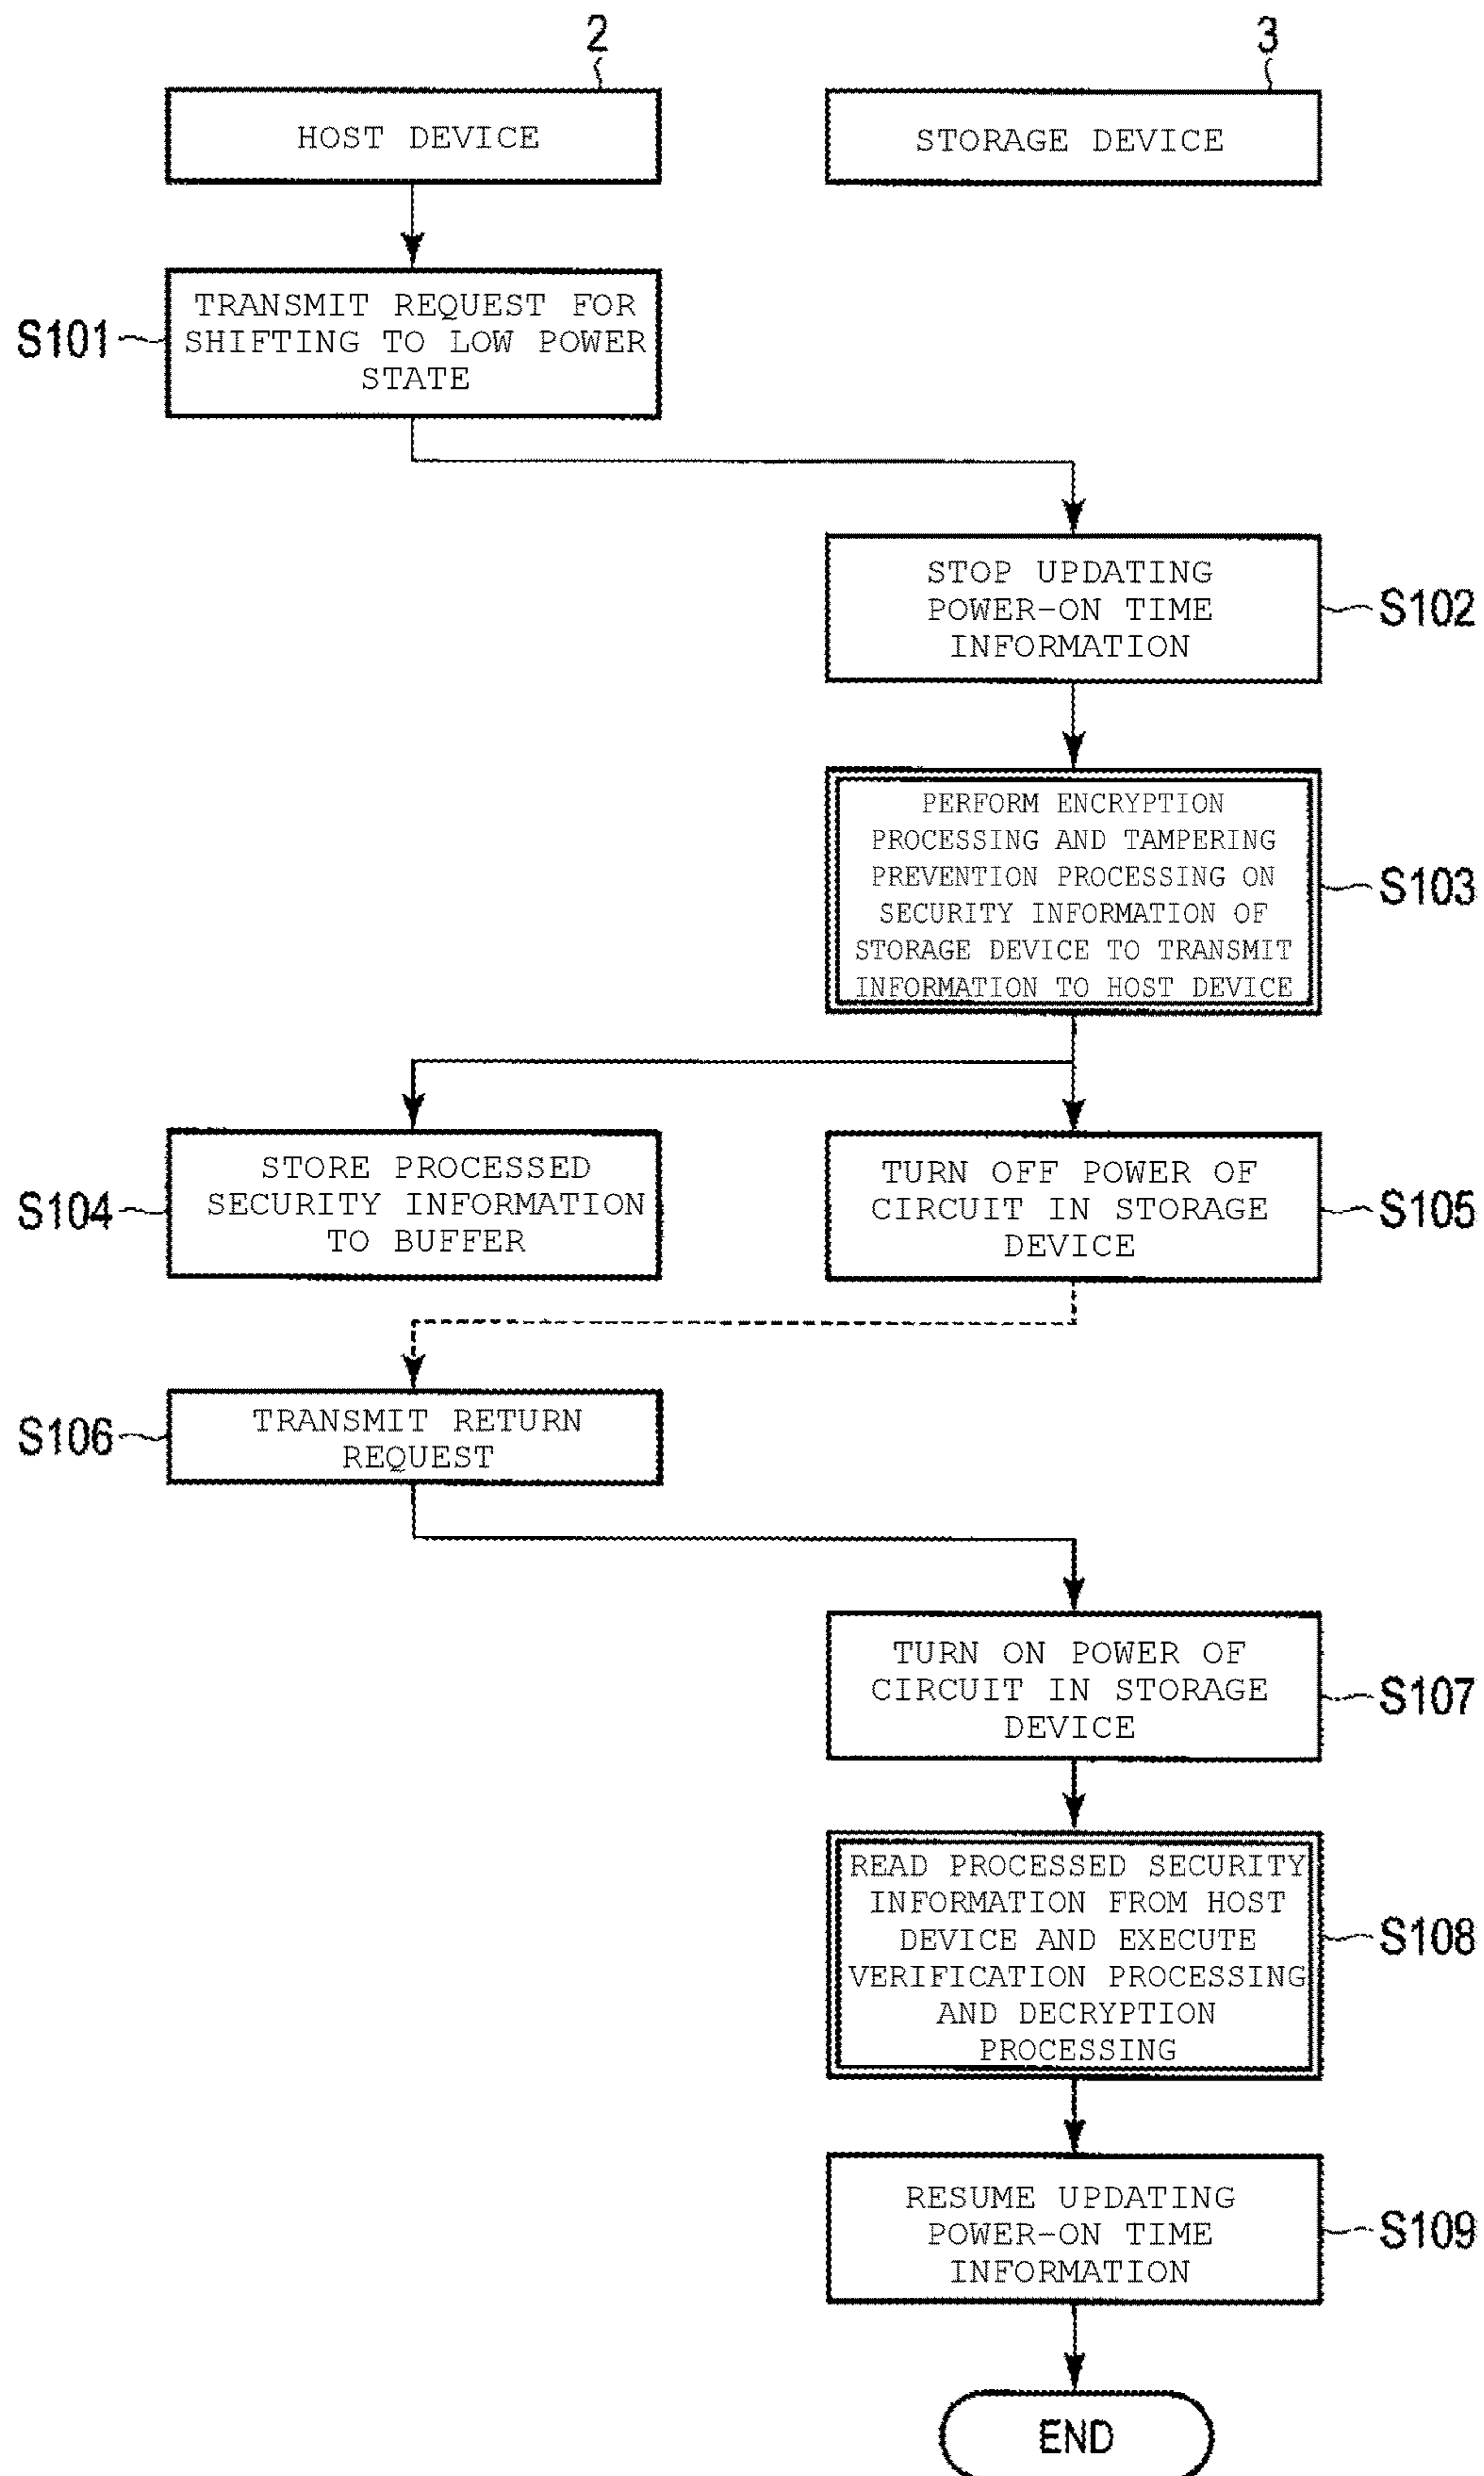 2
3
HOST DEVICE
STORAGE DEVICE
S101
TRANSMIT REQUEST FOR
SHIFTING TO LOW POWER
STATE
STOP UPDATING
POWER-ON TIME
INFORMATION
S102
PERFORM ENCRYPTION
PROCESSING AND TAMPERING
PREVENTION PROCESSING ON
SECURITY INFORMATION OF
STORAGE DEVICE TO TRANSMIT
INFORMATION TO HOST DEVICE
S103
S104
STORE PROCESSED
SECURITY INFORMATION
TO BUFFER
TURN OFF POWER OF
CIRCUIT IN STORAGE
DEVICE
S105
S106
TRANSMIT RETURN
REQUEST
TURN ON POWER OF
CIRCUIT IN STORAGE
DEVICE
S107
READ PROCESSED SECURITY
INFORMATION FROM HOST
DEVICE AND EXECUTE
VERIFICATION PROCESSING
AND DECRYPTION
PROCESSING
S108
RESUME UPDATING
POWER-ON TIME
INFORMATION
S109
END